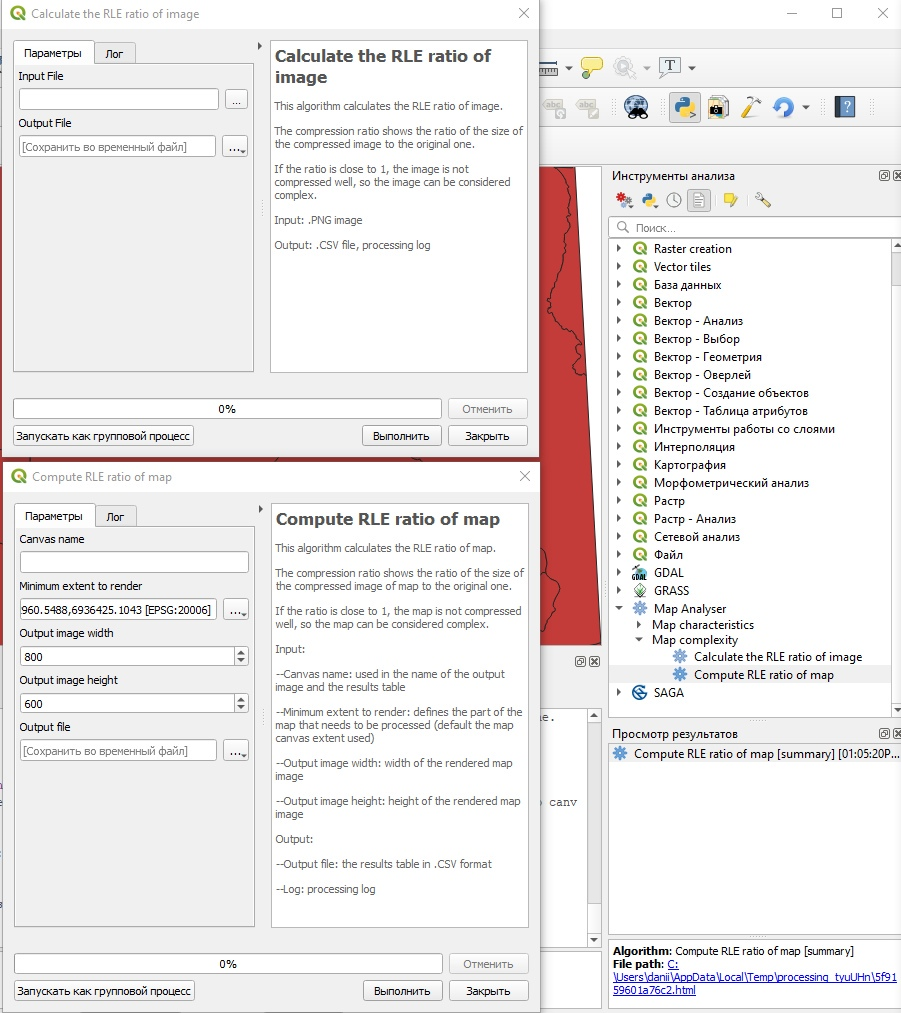 Calculate the RLE ratio of image
Параметры
Лог
Input File
...
Output File
[Сохранить во временный файл]
...
Calculate the RLE ratio of
image
This algorithm calculates the RLE ratio of image.
The compression ratio shows the ratio of the size of
the compressed image to the original one.
If the ratio is close to 1, the image is not
compressed well, so the image can be considered
complex.
Input: .PNG image
Output: .CSV file, processing log
0%
Отменить
Запускать как групповой процесс
Выполнить
Закрыть
Compute RLE ratio of map
Параметры
Лог
Canvas name
Minimum extent to render
960.5488,6936425.1043 [EPSG:20006]
...
Output image width
800
Output image height
600
Output file
[Сохранить во временный файл]
...
Compute RLE ratio of map
This algorithm calculates the RLE ratio of map.
The compression ratio shows the ratio of the size of
the compressed image of map to the original one.
If the ratio is close to 1, the map is not compressed
well, so the map can be considered complex.
Input:
--Canvas name: used in the name of the output
image and the results table
--Minimum extent to render: defines the part of the
map that needs to be processed (default the map
canvas extent used)
--Output image width: width of the rendered map
image
--Output image height: height of the rendered map
image
Output:
--Output file: the results table in .CSV format
--Log: processing log
0%
Отменить
Запускать как групповой процесс
Выполнить
Закрыть
T
abc
abc
?
Инструменты анализа
Поиск...
Raster creation
Vector tiles
База данных
Вектор
Вектор - Анализ
Вектор - Выбор
Вектор - Геометрия
Вектор - Оверлей
Вектор - Создание объектов
Вектор - Таблица атрибутов
Инструменты работы со слоями
Интерполяция
Картография
Морфометрический анализ
Растр
Растр - Анализ
Сетевой анализ
Файл
GDAL
GRASS
Map Analyser
Map characteristics
Map complexity
Calculate the RLE ratio of image
Compute RLE ratio of map
SAGA
canv
Просмотр результатов
Compute RLE ratio of map [summary] [01:05:20P...
Algorithm: Compute RLE ratio of map [summary]
File path: C:
\Users\danii\AppData\Local\Temp\processing_tyuUHn\5f91
59601a76c2.html